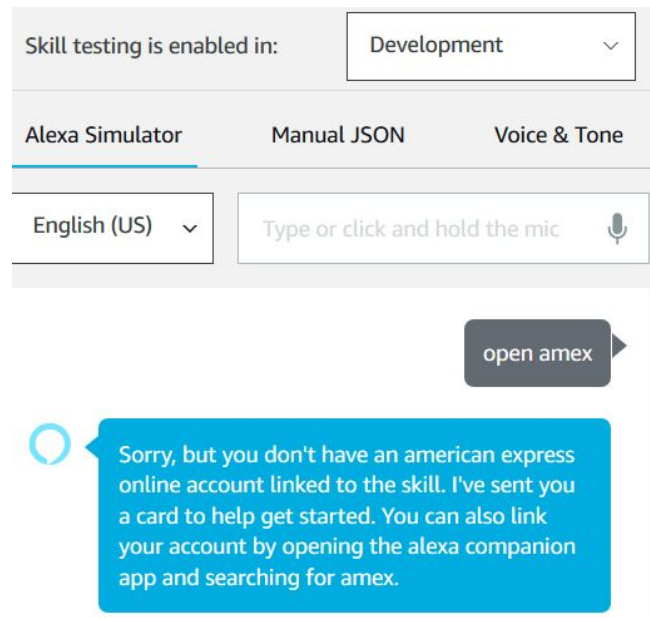 Skill testing is enabled in: Development
Alexa Simulator Manual JSON Voice & Tone
English (US) Type or click and hold the mic
open amex
Sorry, but you don't have an american express
online account linked to the skill. I've sent you
a card to help get started. You can also link
your account by opening the alexa companion
app and searching for amex.